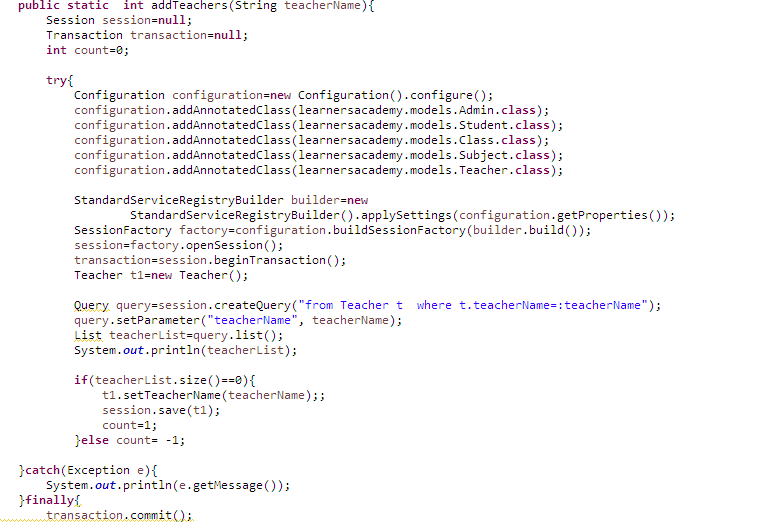 public static  int addTeachers(String teacherName){
    Session session=null;
    Transaction transaction=null;
    int count=0;

    try{
        Configuration configuration=new Configuration().configure();
        configuration.addAnnotatedClass(learnersacademy.models.Admin.class);
        configuration.addAnnotatedClass(learnersacademy.models.Student.class);
        configuration.addAnnotatedClass(learnersacademy.models.Class.class);
        configuration.addAnnotatedClass(learnersacademy.models.Subject.class);
        configuration.addAnnotatedClass(learnersacademy.models.Teacher.class);

        StandardServiceRegistryBuilder builder=new
                StandardServiceRegistryBuilder().applySettings(configuration.getProperties());
        SessionFactory factory=configuration.buildSessionFactory(builder.build());
        session=factory.openSession();
        transaction=session.beginTransaction();
        Teacher t1=new Teacher();

        Query query=session.createQuery("from Teacher t  where t.teacherName=:teacherName");
        query.setParameter("teacherName", teacherName);
        List teacherList=query.list();
        System.out.println(teacherList);

        if(teacherList.size()==0){
            t1.setTeacherName(teacherName);;
            session.save(t1);
            count=1;
        }else count= -1;

}catch(Exception e){
    System.out.println(e.getMessage());
}finally{
    transaction.commit();